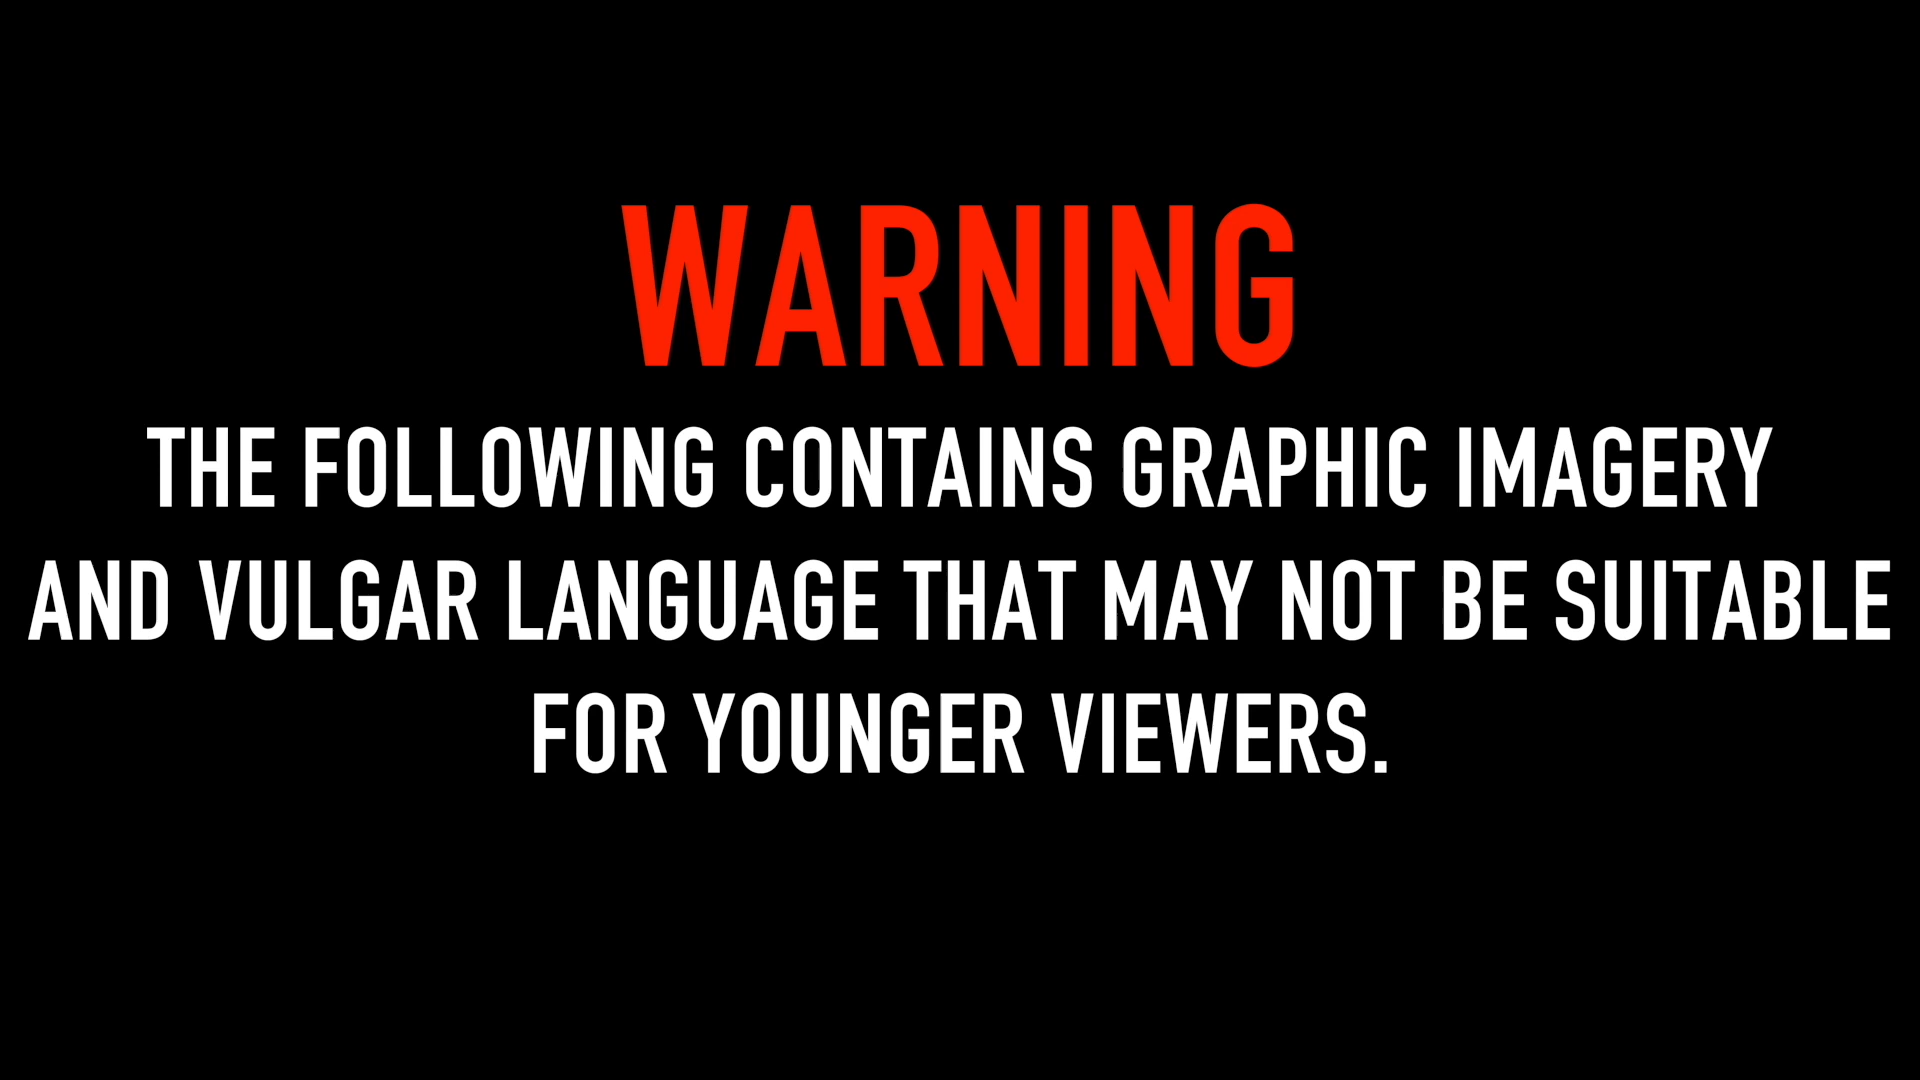 WARNING
THE FOLLOWING CONTAINS GRAPHIC IMAGERY
AND VULGAR LANGUAGE THAT MAY NOT BE SUITABLE
FOR YOUNGER VIEWERS.